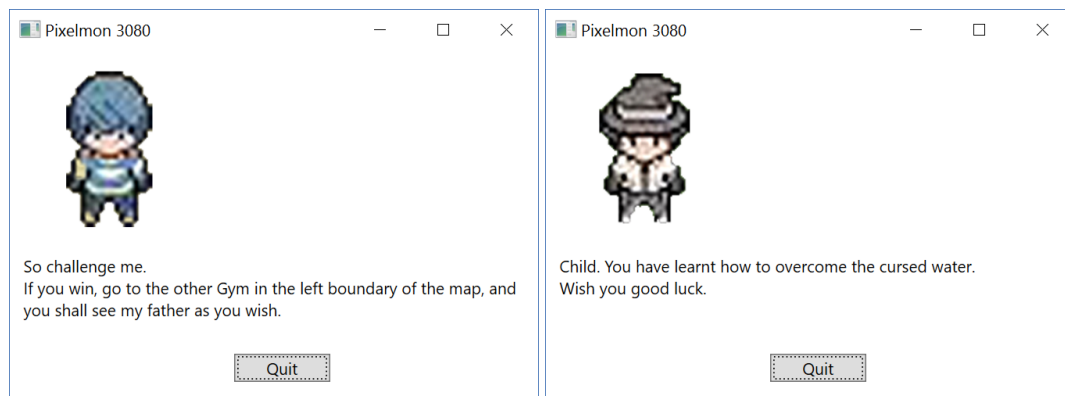 Pixelmon 3080
So challenge me.
If you win, go to the other Gym in the left boundary of the map, and
you shall see my father as you wish.
Quit
Pixelmon 3080
Child. You have learnt how to overcome the cursed water.
Wish you good luck.
Quit